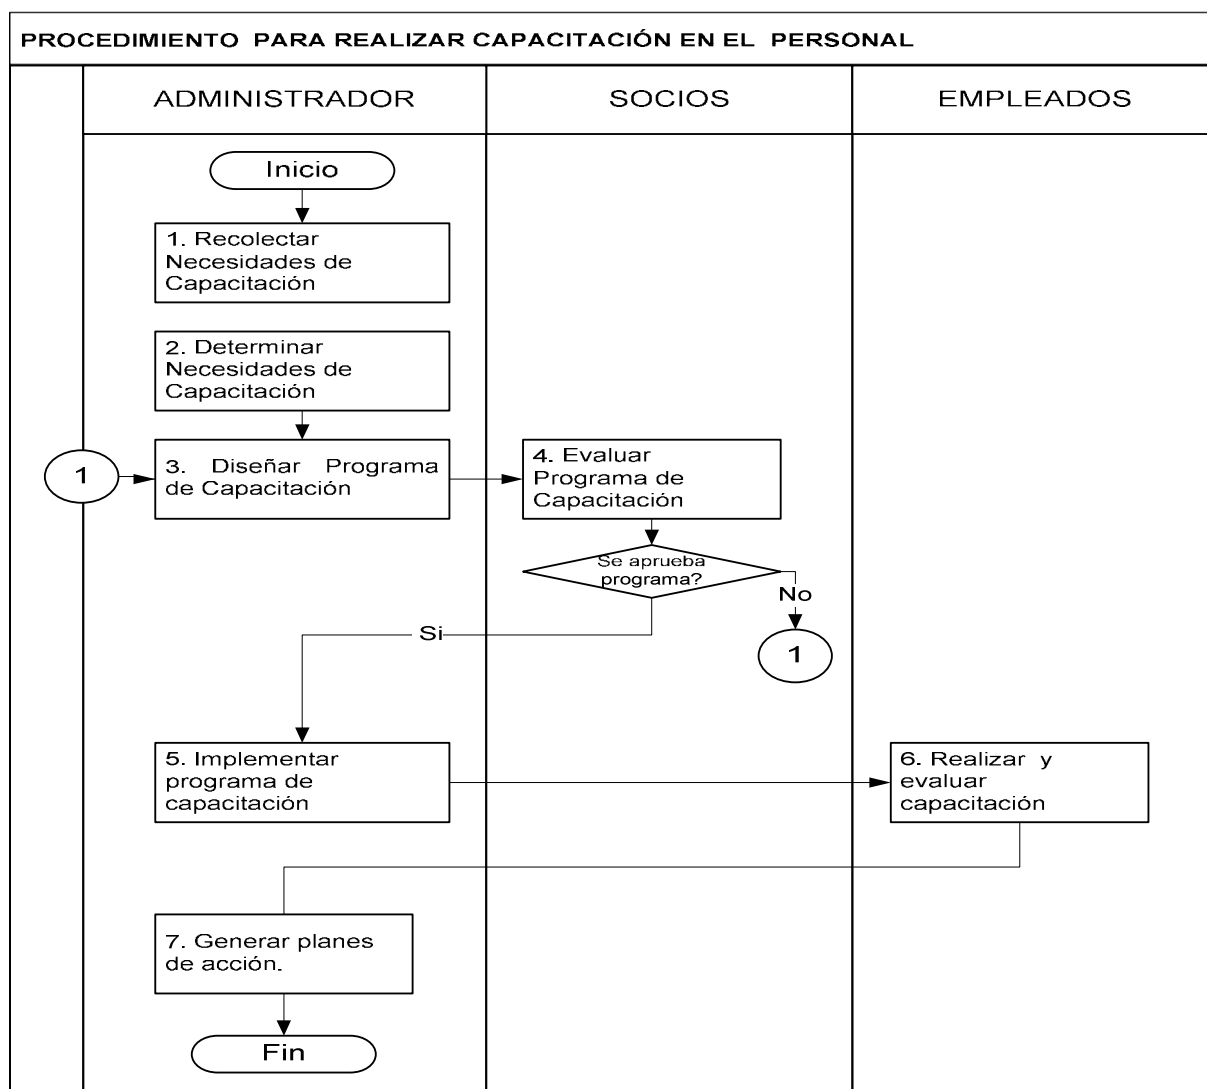 PROCEDIMIENTO PARA REALIZAR CAPACITACIÓN EN EL PERSONAL
ADMINISTRADOR
SOCIOS
EMPLEADOS
Inicio
1. Recolectar
Necesidades de
Capacitación
2. Determinar
Necesidades de
Capacitación
1
3. Diseñar Programa
de Capacitación
4. Evaluar
Programa de
Capacitación
Se aprueba
programa?
No
1
Si
5. Implementar
programa de
capacitación
6. Realizar y
evaluar
capacitación
7. Generar planes
de acción.
Fin